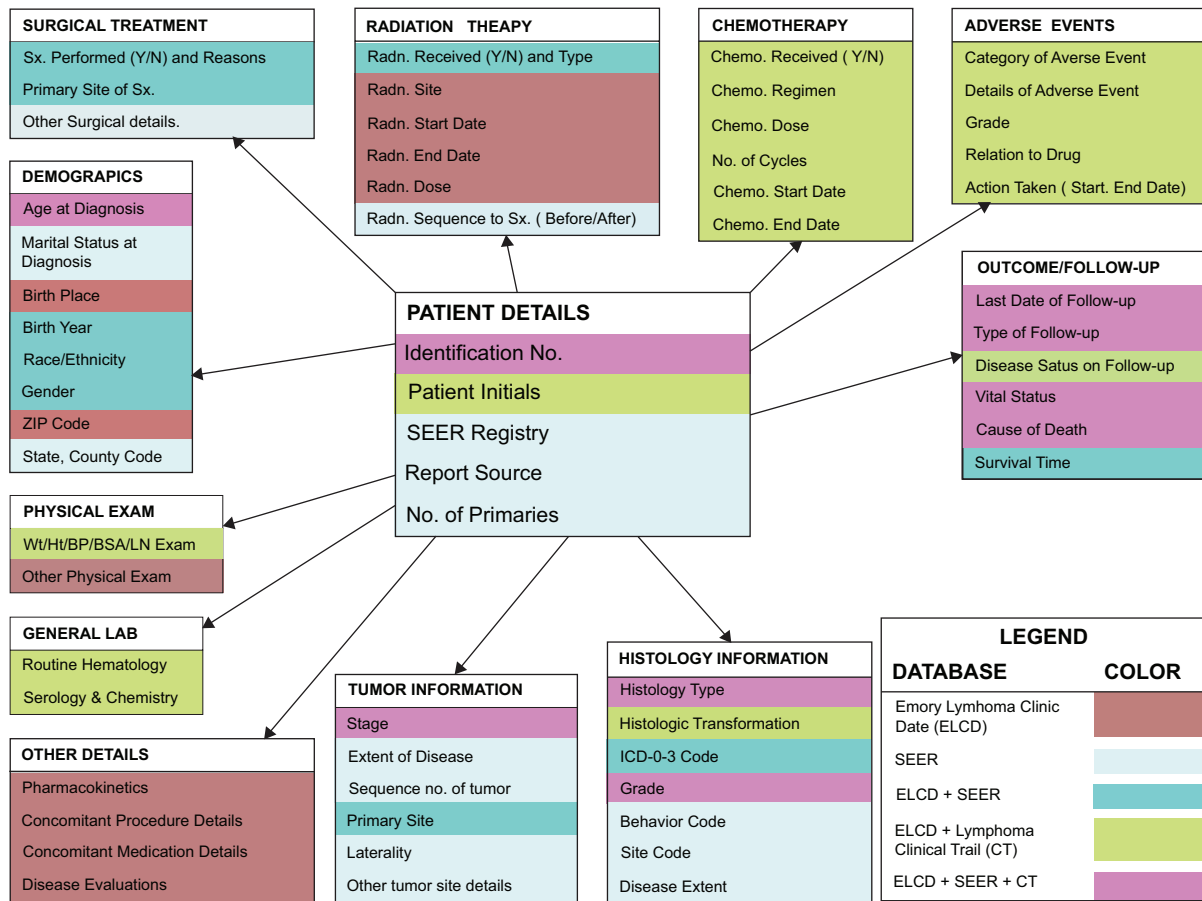 SURGICAL TREATMENT
Sx. Performed (Y/N) and Reasons
Primary Site of Sx.
Other Surgical details.
RADIATION THEAPY
Radn. Received (Y/N) and Type
Radn. Site
Radn. Start Date
Radn. End Date
Radn. Dose
Radn. Sequence to Sx. ( Before/After)
CHEMOTHERAPY
Chemo. Received ( Y/N)
Chemo. Regimen
Chemo. Dose
No. of Cycles
Chemo. Start Date
Chemo. End Date
ADVERSE EVENTS
Category of Averse Event
Details of Adverse Event
Grade
Relation to Drug
Action Taken ( Start. End Date)
DEMOGRAPICS
Age at Diagnosis
Marital Status at
Diagnosis
Birth Place
Birth Year
Race/Ethnicity
Gender
ZIP Code
State, County Code
PATIENT DETAILS
Identification No.
Patient Initials
SEER Registry
Report Source
No. of Primaries
OUTCOME/FOLLOW-UP
Last Date of Follow-up
Type of Follow-up
Disease Satus on Follow-up
Vital Status
Cause of Death
Survival Time
PHYSICAL EXAM
Wt/Ht/BP/BSA/LN Exam
Other Physical Exam
GENERAL LAB
Routine Hematology
Serology & Chemistry
OTHER DETAILS
Pharmacokinetics
Concomitant Procedure Details
Concomitant Medication Details
Disease Evaluations
TUMOR INFORMATION
Stage
Extent of Disease
Sequence no. of tumor
Primary Site
Laterality
Other tumor site details
HISTOLOGY INFORMATION
Histology Type
Histologic Transformation
ICD-0-3 Code
Grade
Behavior Code
Site Code
Disease Extent
LEGEND
DATABASE COLOR
Emory Lymhoma Clinic
Date (ELCD)
SEER
ELCD + SEER
ELCD + Lymphoma
Clinical Trail (CT)
ELCD + SEER + CT